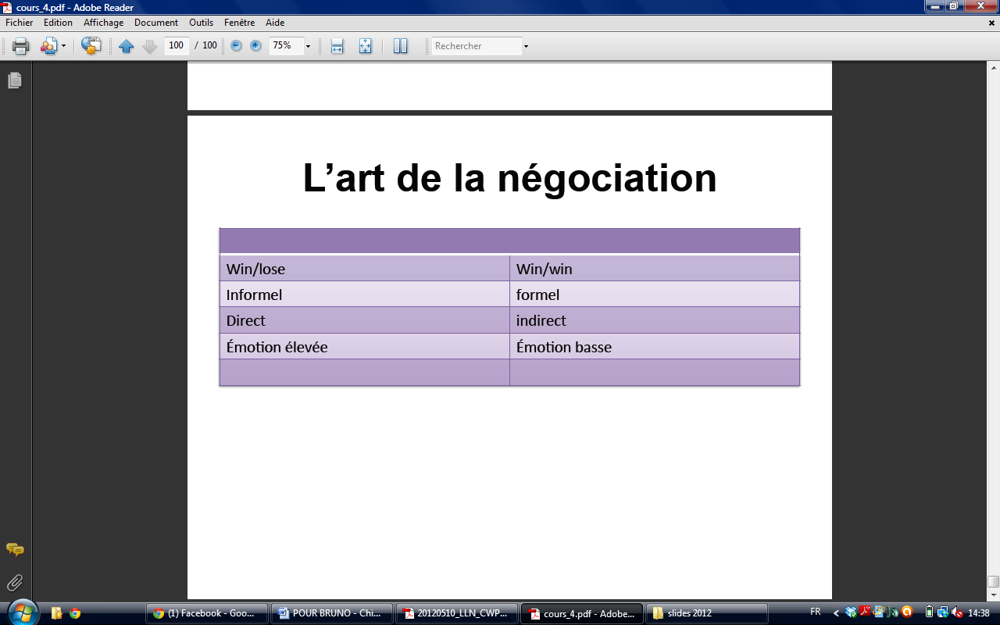 cours_4.pdf - Adobe Reader
Fichier Edition Affichage Document Outils Fenêtre Aide
100 / 100 75% Rechercher
L’art de la négociation
Win/lose Win/win
Informel formel
Direct indirect
Émotion élevée Émotion basse
(1) Facebook - Goo... POUR BRUNO - Chi... 20120510_LLN_CWP... cours_4.pdf - Adobe... slides 2012 FR 14:38